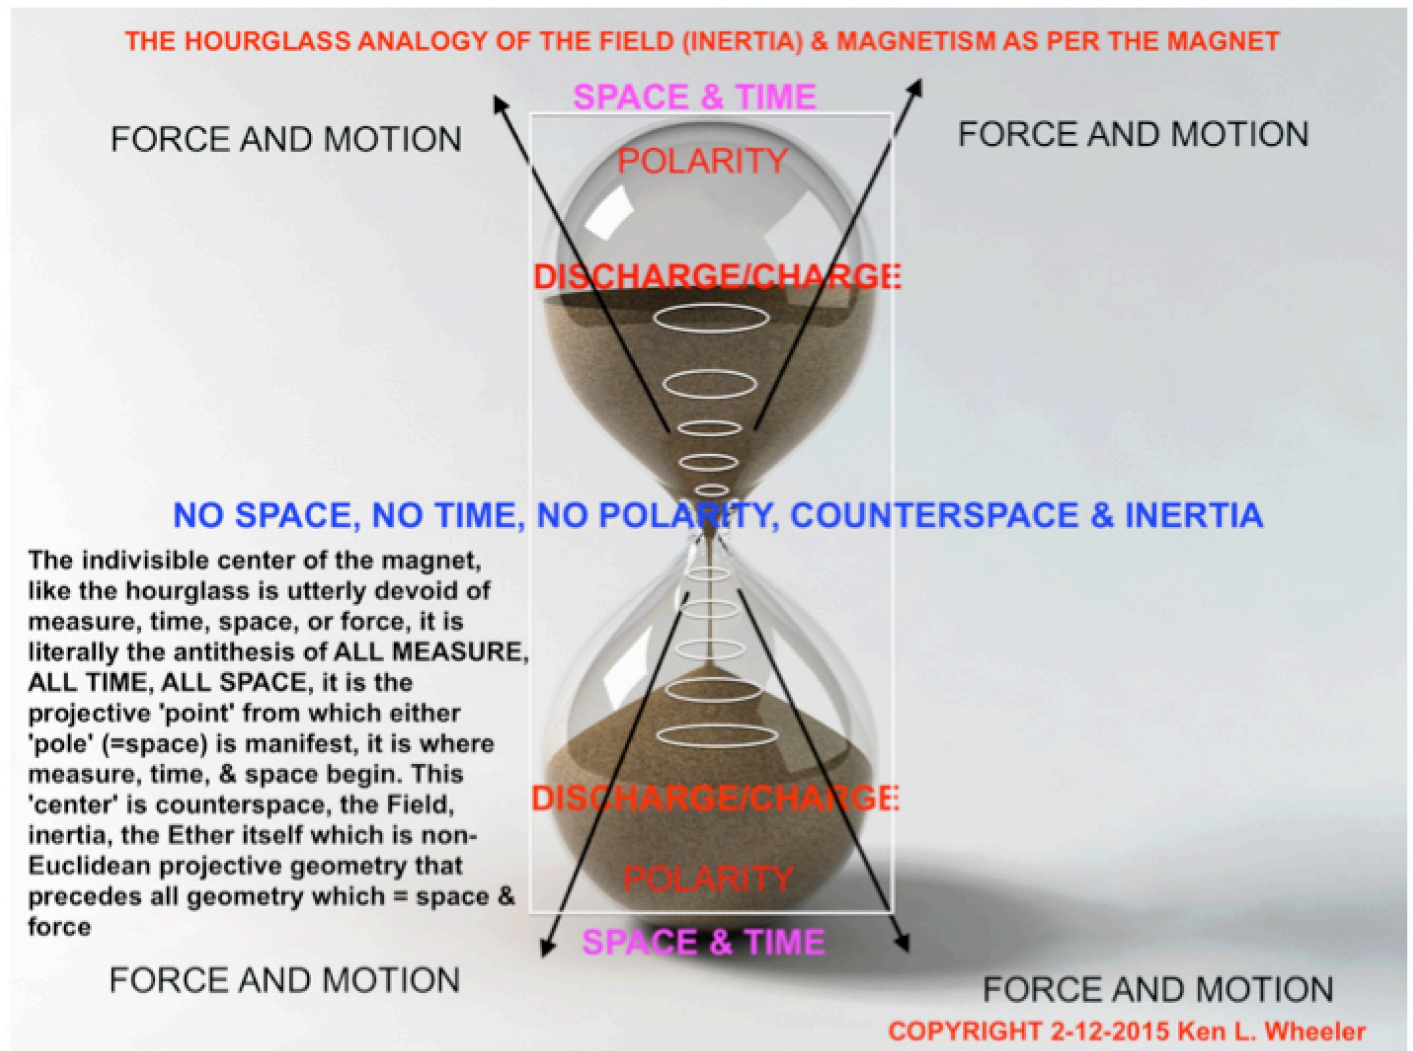 THE HOURGLASS ANALOGY OF THE FIELD (INERTIA) & MAGNETISM AS PER THE MAGNET
SPACE & TIME
FORCE AND MOTION
FORCE AND MOTION
POLARITY
DISCHARGE/CHARGE
NO SPACE, NO TIME, NO POLARITY, COUNTERSPACE & INERTIA
The indivisible center of the magnet,
like the hourglass is utterly devoid of
measure, time, space, or force, it is
literally the antithesis of ALL MEASURE,
ALL TIME, ALL SPACE, it is the
projective 'point' from which either
'pole' (=space) is manifest, it is where
measure, time, & space begin. This
'center' is counterspace, the Field,
inertia, the Ether itself which is non-
Euclidean projective geometry that
precedes all geometry which = space &
force
DISCHARGE/CHARGE
POLARITY
SPACE & TIME
FORCE AND MOTION
FORCE AND MOTION
COPYRIGHT 2-12-2015 Ken L. Wheeler